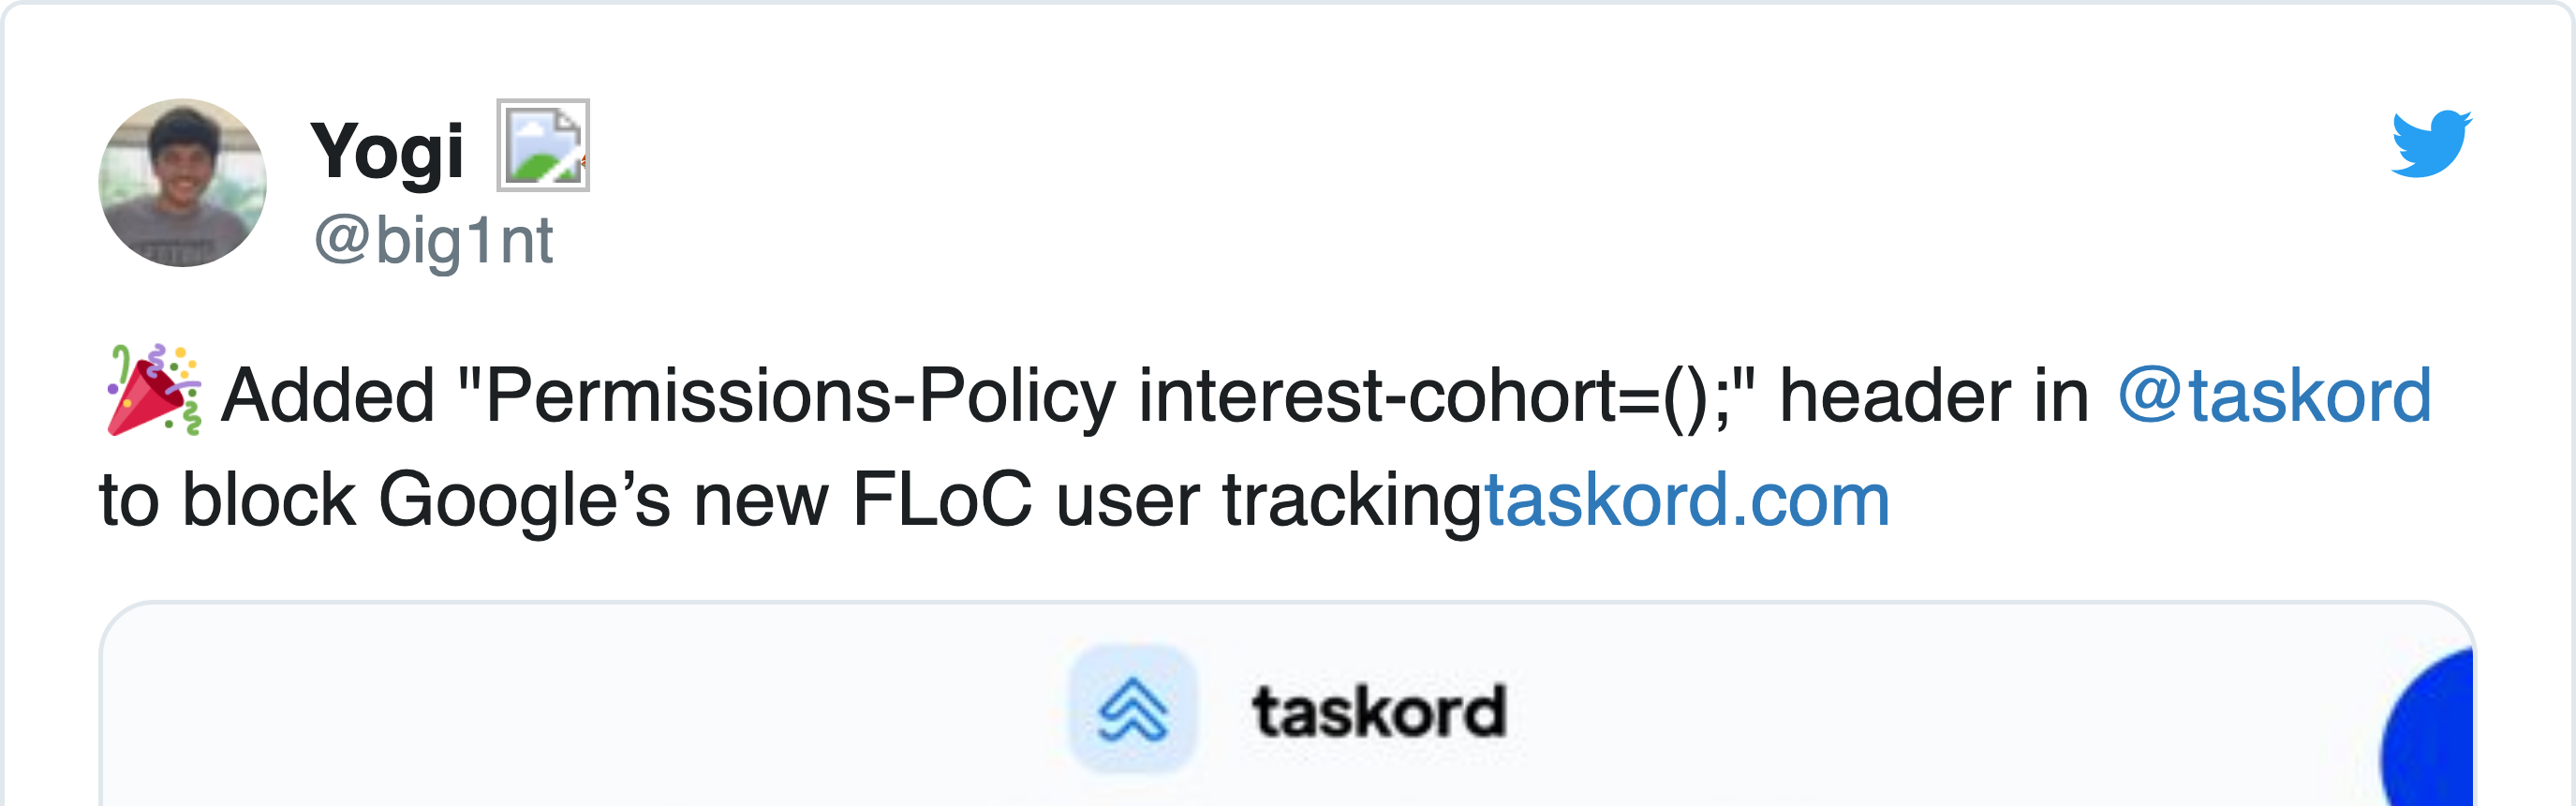 Yogi
@big1nt
🎉 Added "Permissions-Policy interest-cohort=();" header in @taskord
to block Google’s new FLoC user trackingtaskord.com
taskord